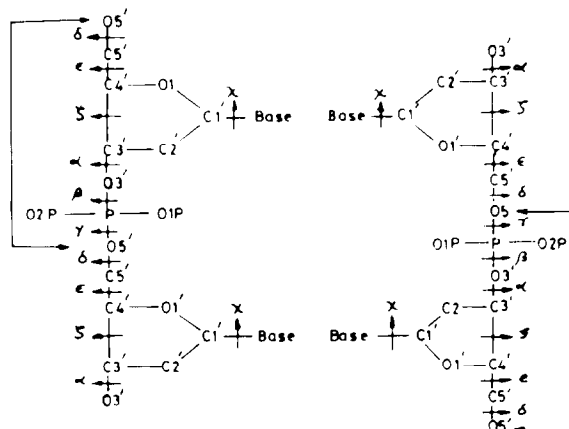 O5'
δ
C5'
ϵ
C4' O1'
ζ C1' χ Base
C3' C2'
α
O3'
β
O2P P O1P
γ
O5'
δ
C5'
ϵ
C4' O1'
ζ C1' χ Base
C3' C2'
α
O3'
O3'
α
C2' C3'
χ ζ
Base C1'
O1' C4'
ϵ
C5'
δ
O5
γ
O1P P O2P
β
O3'
α
C2 C3'
χ ζ
Base C1'
O1' C4'
ϵ
C5'
δ
O5'